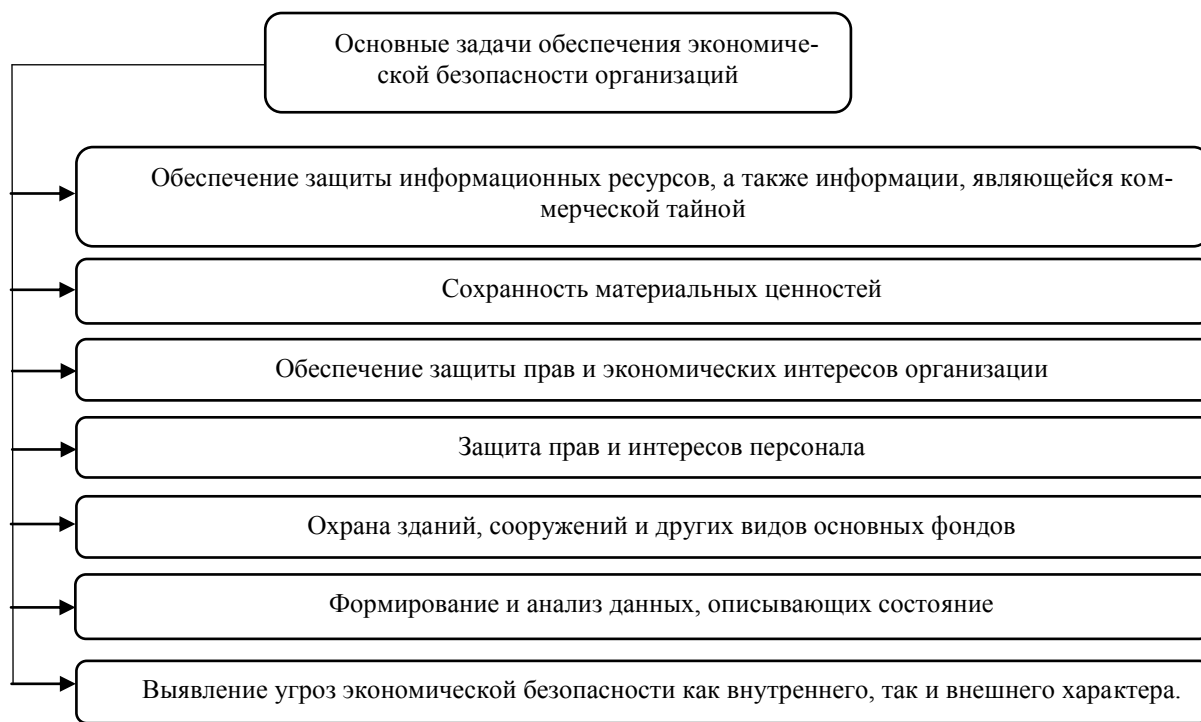 Основные задачи обеспечения экономиче-
ской безопасности организаций
Обеспечение защиты информационных ресурсов, а также информации, являющейся ком-
мерческой тайной
Сохранность материальных ценностей
Обеспечение защиты прав и экономических интересов организации
Защита прав и интересов персонала
Охрана зданий, сооружений и других видов основных фондов
Формирование и анализ данных, описывающих состояние
Выявление угроз экономической безопасности как внутреннего, так и внешнего характера.